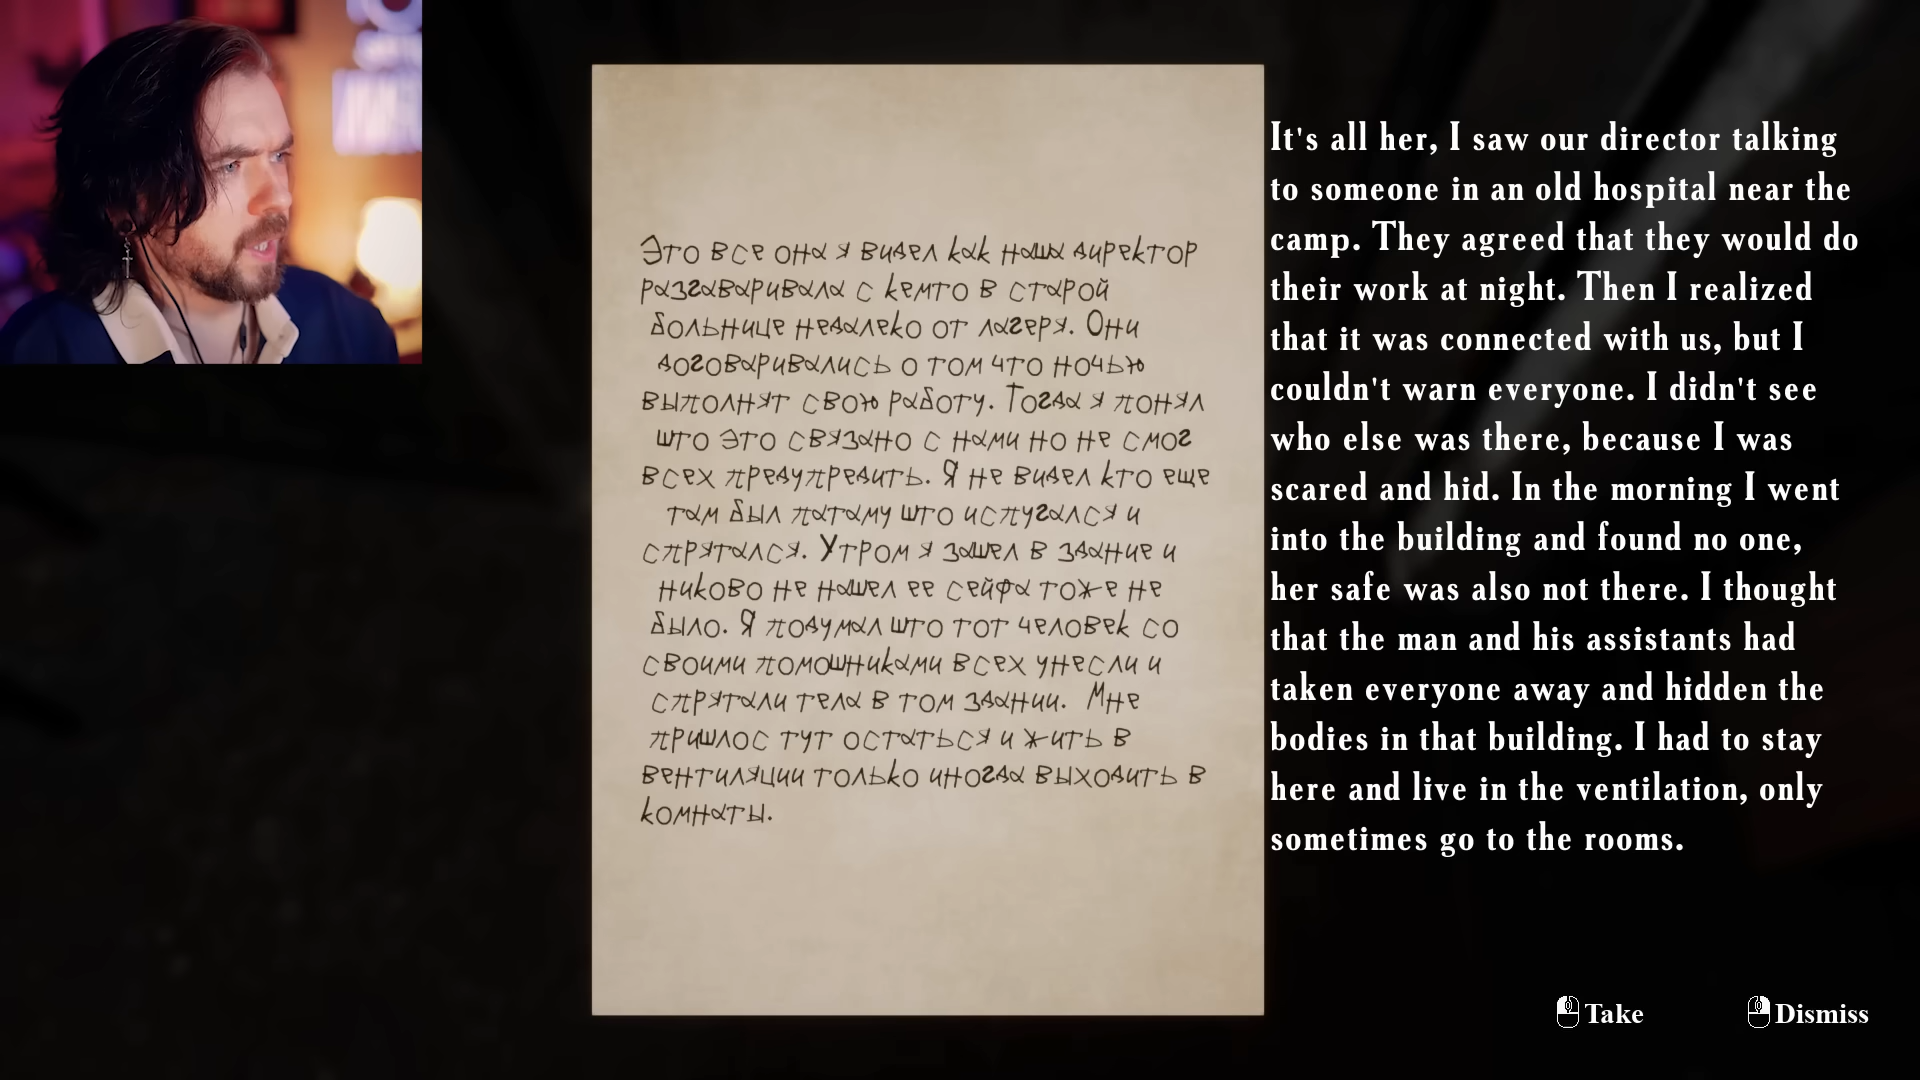 Это все она я видел как наша директор
разгаваривала с кемто в старой
больнице недалеко от лагеря. Они
договаривались о том что ночью
выполнят свою работу. Тогда я понял
што это связано с нами но не смог
всех предупредить. Я не видел кто еще
там был патаму што испугался и
спрятался. Утром я зашел в здание и
никово не нашел ее сейфа тоже не
было. Я подумал што тот человек со
своими помошниками всех унесли и
спрятали тела в том здании. Мне
пришлос тут остаться и жить в
вентиляции только иногда выходить в
комнаты.
It's all her, I saw our director talking
to someone in an old hospital near the
camp. They agreed that they would do
their work at night. Then I realized
that it was connected with us, but I
couldn't warn everyone. I didn't see
who else was there, because I was
scared and hid. In the morning I went
into the building and found no one,
her safe was also not there. I thought
that the man and his assistants had
taken everyone away and hidden the
bodies in that building. I had to stay
here and live in the ventilation, only
sometimes go to the rooms.
Take Dismiss